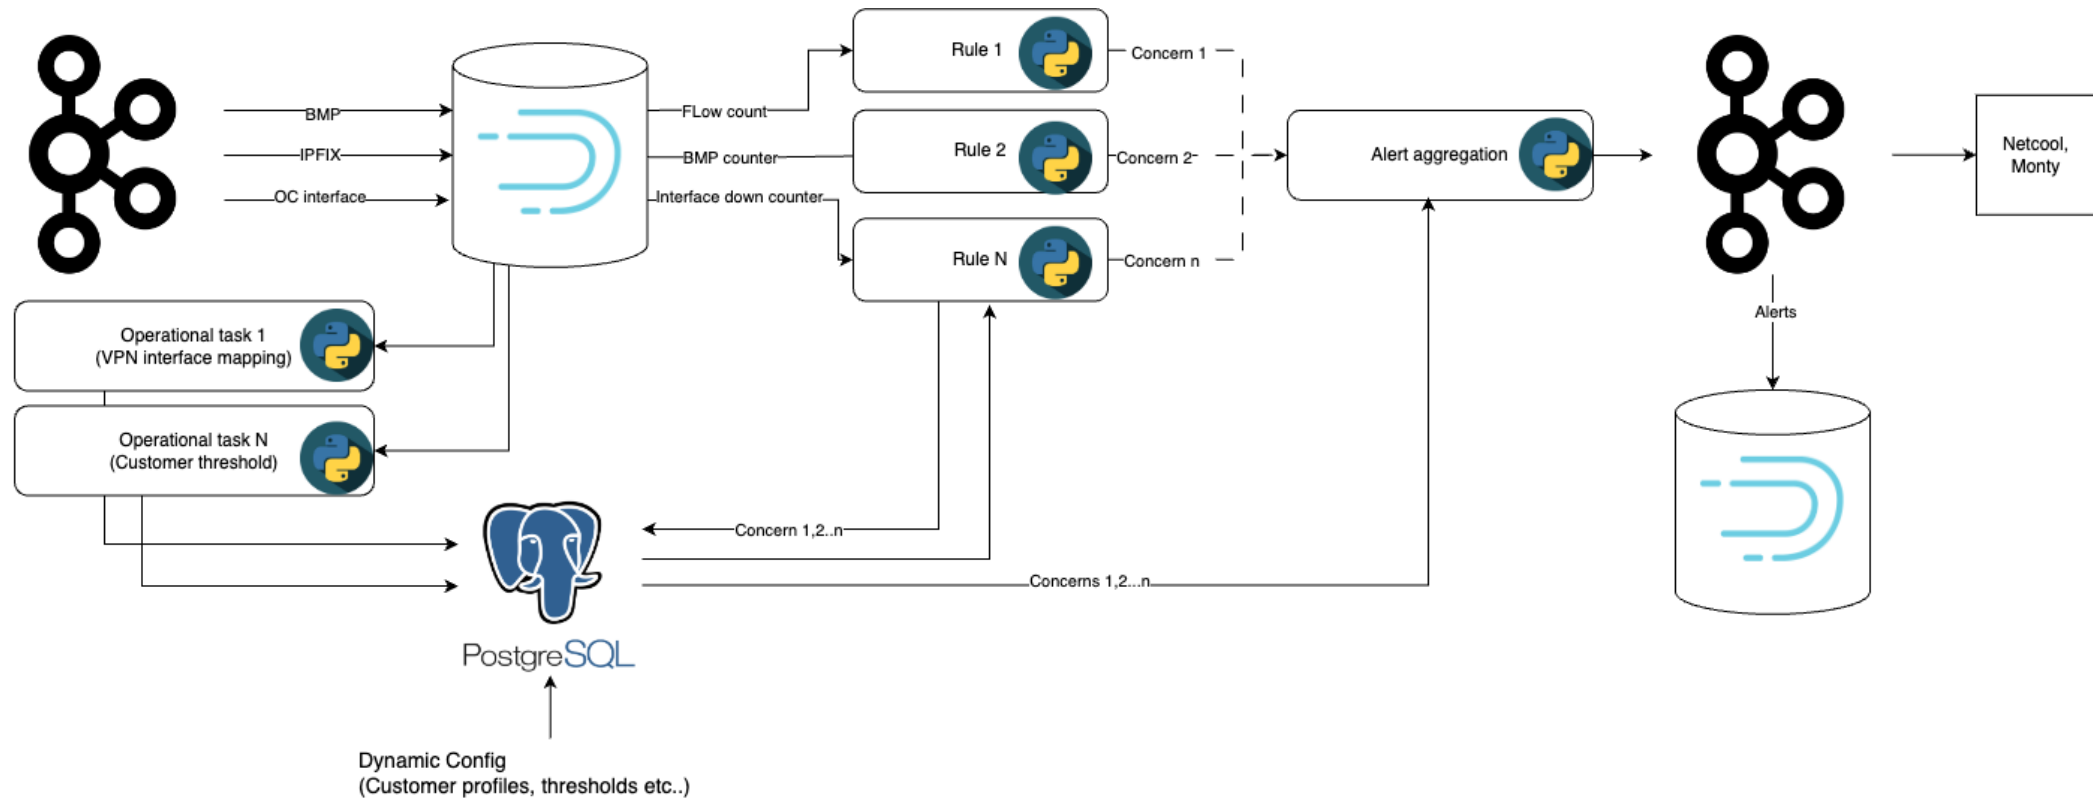 Rule 1
Concern 1
BMP
FLow count
IPFIX
BMP counter
Rule 2
Concern 2
Alert aggregation
Netcool,
Monty
OC interface
Interface down counter
Rule N
Concern n
Alerts
Operational task 1
(VPN interface mapping)
Operational task N
(Customer threshold)
Concern 1,2..n
Concerns 1,2...n
PostgreSQL
Dynamic Config
(Customer profiles, thresholds etc..)